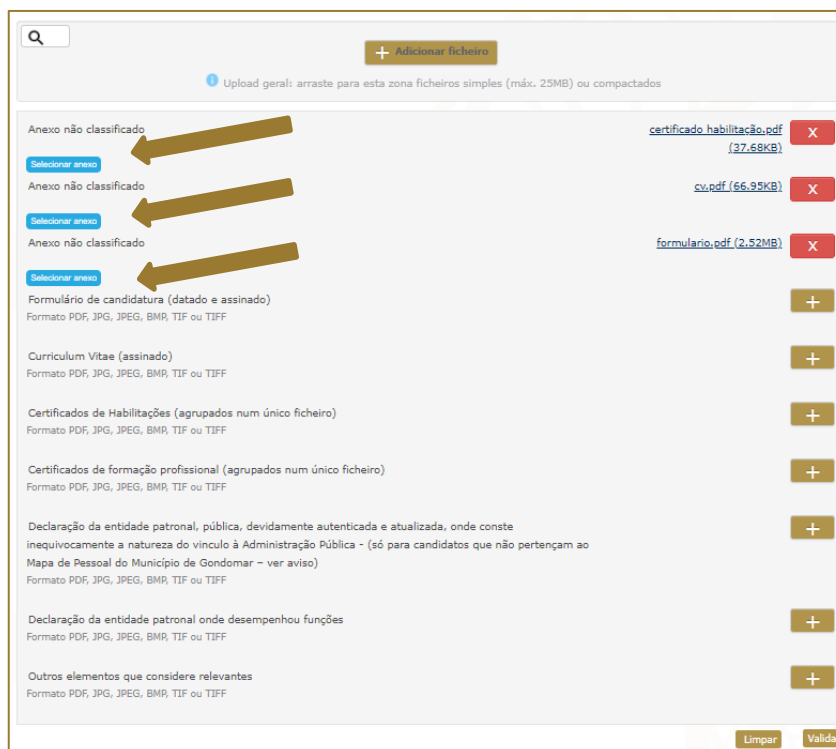 Adicionar ficheiro
Upload geral: arraste para esta zona ficheiros simples (máx. 25MB) ou compactados
Anexo não classificado
certificado habilitação.pdf
(37.68KB)
X
Selecionar anexo
Anexo não classificado
cv.pdf (66.95KB)
X
Selecionar anexo
Anexo não classificado
formulario.pdf (2.52MB)
X
Selecionar anexo
Formulário de candidatura (datado e assinado)
Formato PDF, JPG, JPEG, BMP, TIF ou TIFF
Curriculum Vitae (assinado)
Formato PDF, JPG, JPEG, BMP, TIF ou TIFF
Certificados de Habilitações (agrupados num único ficheiro)
Formato PDF, JPG, JPEG, BMP, TIF ou TIFF
Certificados de formação profissional (agrupados num único ficheiro)
Formato PDF, JPG, JPEG, BMP, TIF ou TIFF
Declaração da entidade patronal, pública, devidamente autenticada e atualizada, onde conste
inequivocamente a natureza do vinculo à Administração Pública - (só para candidatos que não pertençam ao
Mapa de Pessoal do Município de Gondomar – ver aviso)
Formato PDF, JPG, JPEG, BMP, TIF ou TIFF
Declaração da entidade patronal onde desempenhou funções
Formato PDF, JPG, JPEG, BMP, TIF ou TIFF
Outros elementos que considere relevantes
Formato PDF, JPG, JPEG, BMP, TIF ou TIFF
Limpar
Valida